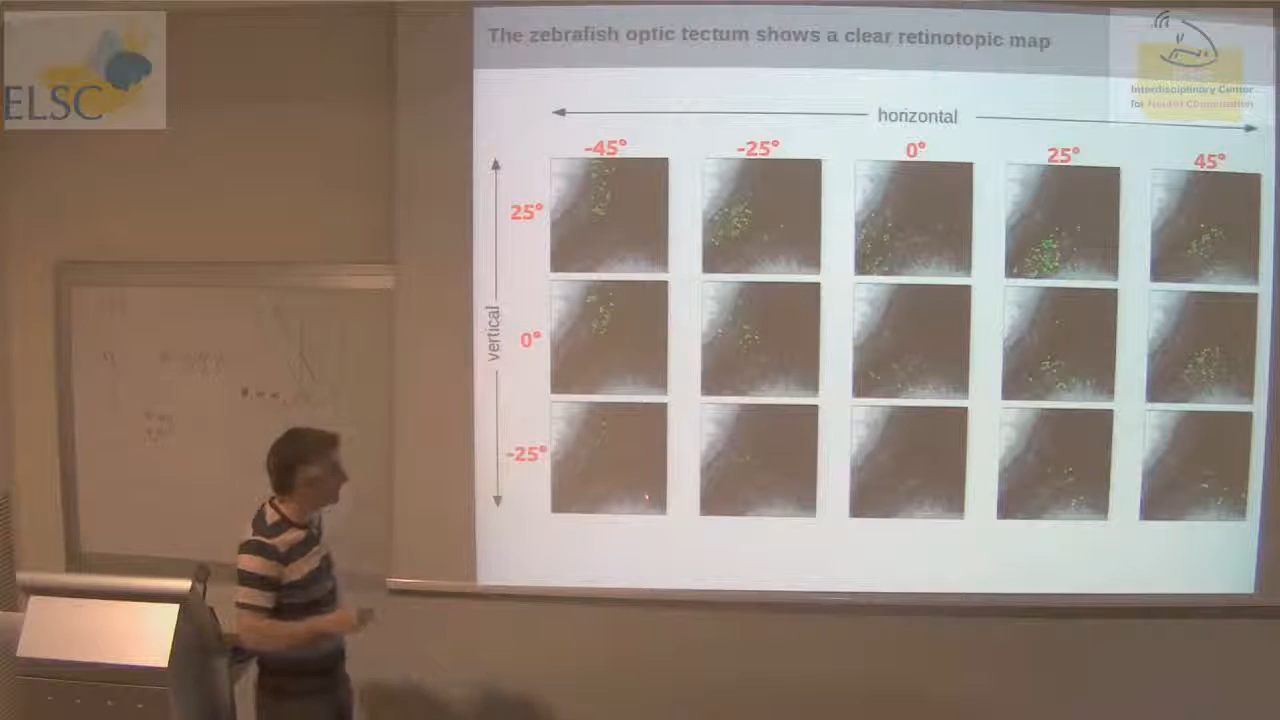 The zebrafish optic tectum shows a clear retinotopic map
ELSC
Interdisciplinary Center
for Neural Computation
horizontal
-45° -25° 0° 25° 45°
vertical
25°
0°
-25°